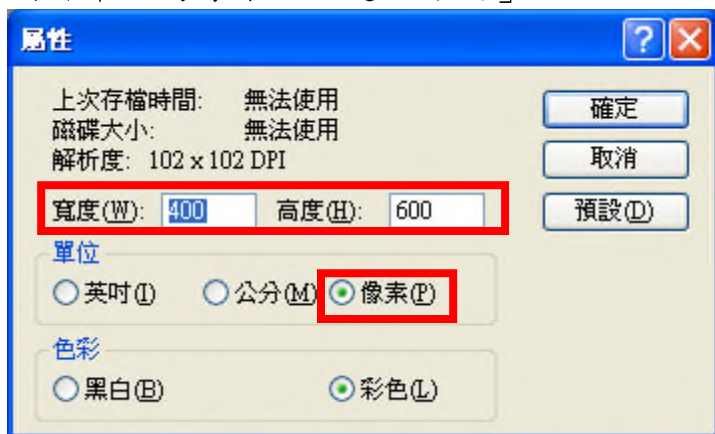 屬性
上次存檔時間: 無法使用
磁碟大小: 無法使用
解析度: 102 x 102 DPI
確定
取消
預設(D)
寬度(W): 400 高度(H): 600
單位
英吋(I) 公分(M) 像素(P)
色彩
黑白(B) 彩色(L)